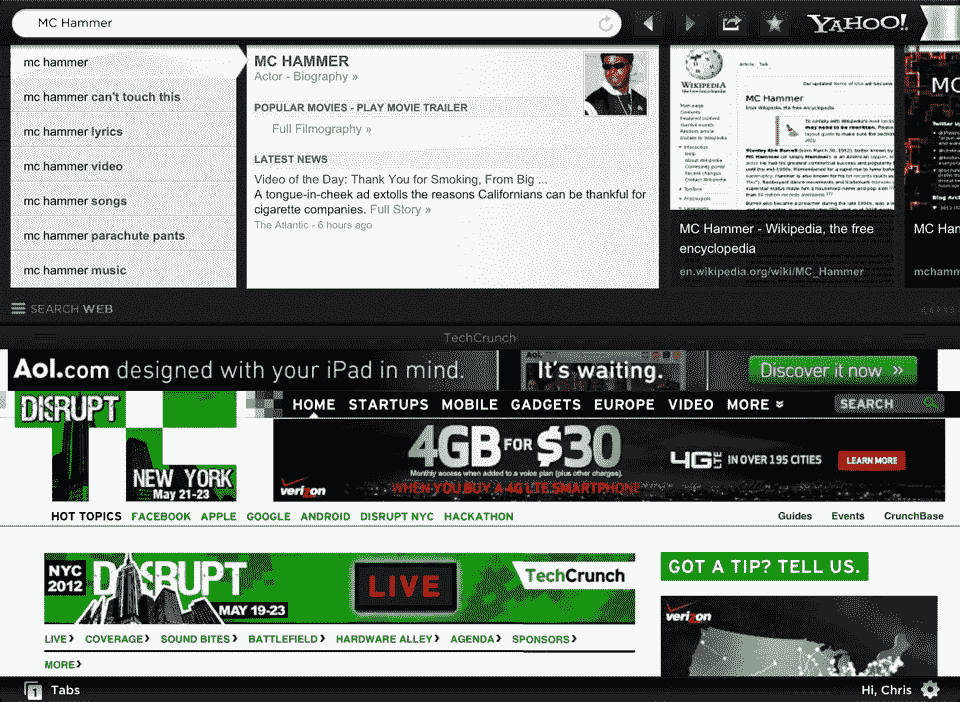 MC Hammer
YAHOO!
mc hammer
mc hammer can't touch this
mc hammer lyrics
mc hammer video
mc hammer songs
mc hammer parachute pants
mc hammer music
MC HAMMER
Actor - Biography »
POPULAR MOVIES - PLAY MOVIE TRAILER
Full Filmography »
LATEST NEWS
Video of the Day: Thank You for Smoking, From Big ...
A tongue-in-cheek ad extolls the reasons Californians can be thankful for
cigarette companies. Full Story »
The Atlantic - 6 hours ago
WIKIPEDIA
MC Hammer
MC Hammer - Wikipedia, the free
encyclopedia
en.wikipedia.org/wiki/MC_Hammer
MC
MC Ham
mchamm
SEARCH WEB
TechCrunch
Aol.com designed with your iPad in mind.
It's waiting.
Discover it now »
DISRUPT
NEW YORK
May 21-23
HOME STARTUPS MOBILE GADGETS EUROPE VIDEO MORE
SEARCH
4GB FOR $30
Monthly access when added to a voice plan (plus other charges).
WHEN YOU BUY A 4G LTE SMARTPHONE
verizon
4G LTE IN OVER 195 CITIES
LEARN MORE
HOT TOPICS FACEBOOK APPLE GOOGLE ANDROID DISRUPT NYC HACKATHON
Guides Events CrunchBase
NYC
2012
DISRUPT
MAY 19-23
LIVE
TechCrunch
GOT A TIP? TELL US.
verizon
LIVE› COVERAGE› SOUND BITES› BATTLEFIELD› HARDWARE ALLEY› AGENDA› SPONSORS›
MORE›
1 Tabs
Hi, Chris